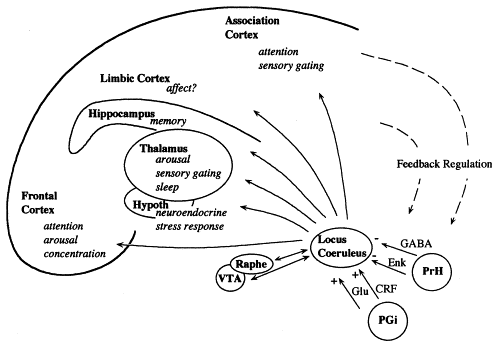 Association
Cortex
attention
sensory gating
Limbic Cortex
affect?
Hippocampus
memory
Thalamus
arousal
sensory gating
sleep
Hypoth
neuroendocrine
stress response
Frontal
Cortex
attention
arousal
concentration
Feedback Regulation
Locus
Coeruleus
-
GABA
-
Enk
PrH
Raphe
VTA
+
Glu
+
CRF
PGi